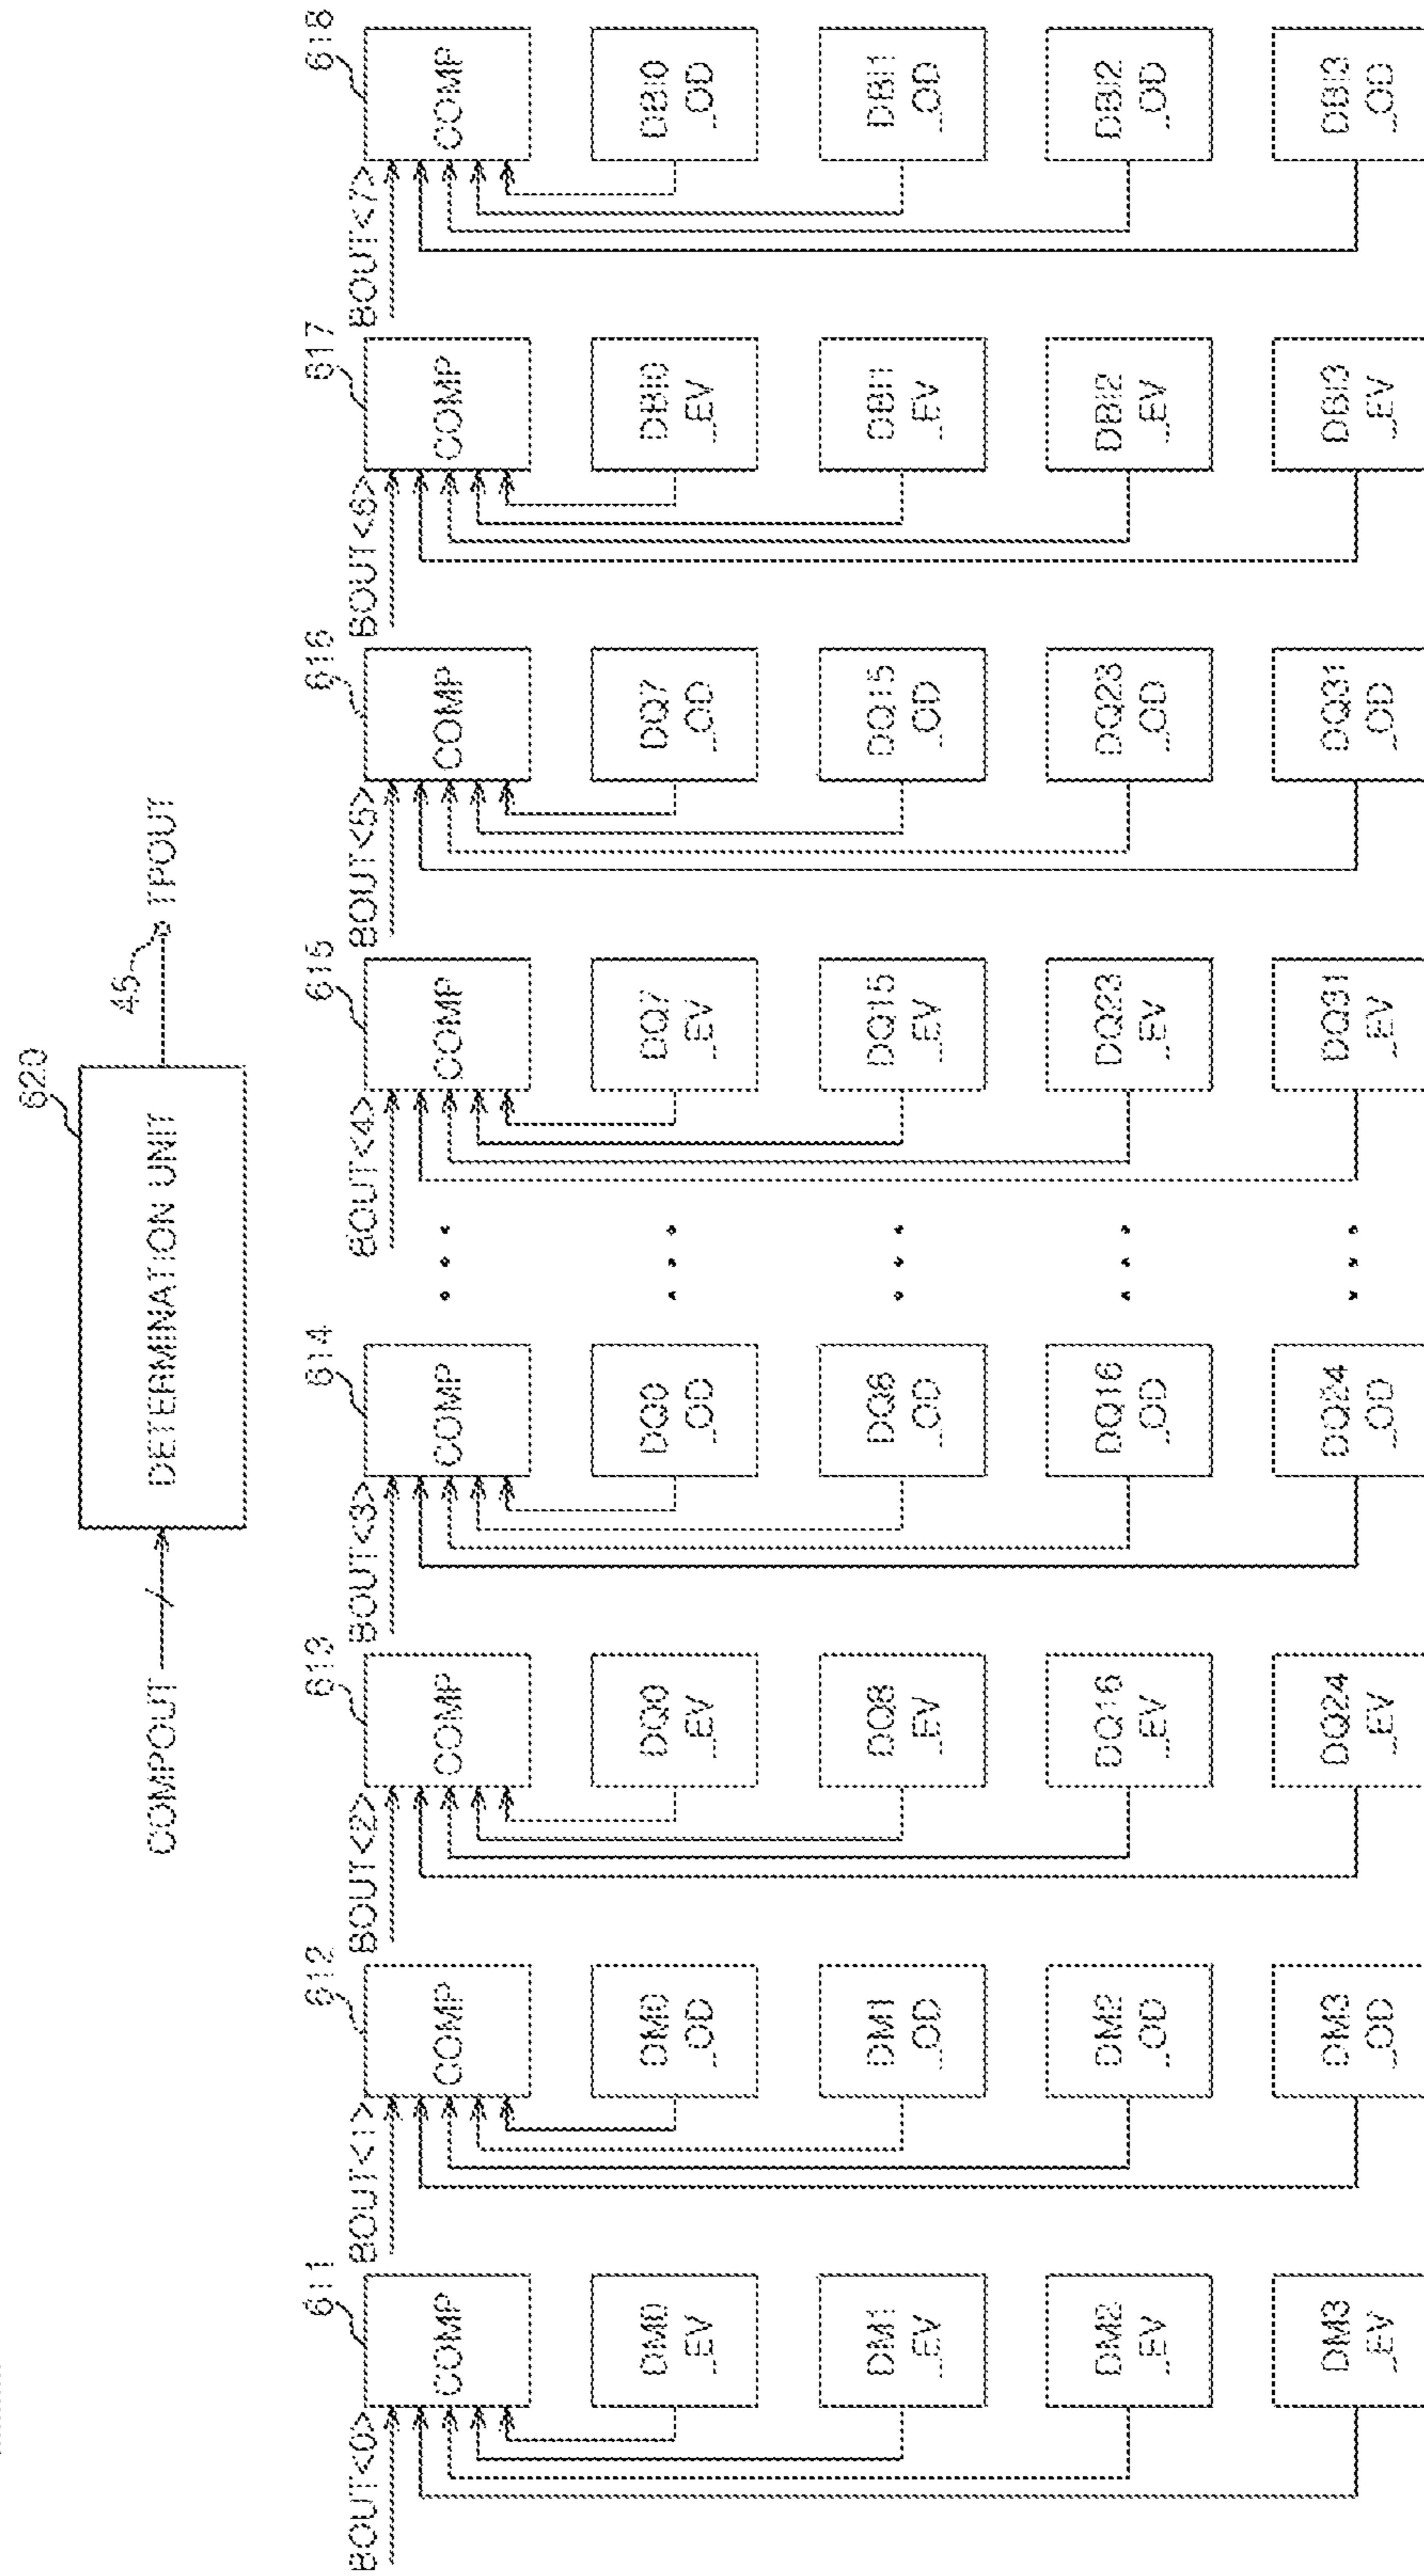 620
COMPOUT
DETERMINATION UNIT
45
TPOUT
611
612
613
614
615
616
617
618
BOUT<0>
BOUT<1>
BOUT<2>
BOUT<3>
BOUT<4>
BOUT<5>
BOUT<6>
BOUT<7>
COMP
COMP
COMP
COMP
COMP
COMP
COMP
COMP
DM0
_EV
DM0
_OD
DQ0
_EV
DQ0
_OD
DQ7
_EV
DQ7
_OD
DBI0
_EV
DBI0
_OD
DM1
_EV
DM1
_OD
DQ8
_EV
DQ8
_OD
DQ15
_EV
DQ15
_OD
DBI1
_EV
DBI1
_OD
DM2
_EV
DM2
_OD
DQ16
_EV
DQ16
_OD
DQ23
_EV
DQ23
_OD
DBI2
_EV
DBI2
_OD
DM3
_EV
DM3
_OD
DQ24
_EV
DQ24
_OD
DQ31
_EV
DQ31
_OD
DBI3
_EV
DBI3
_OD